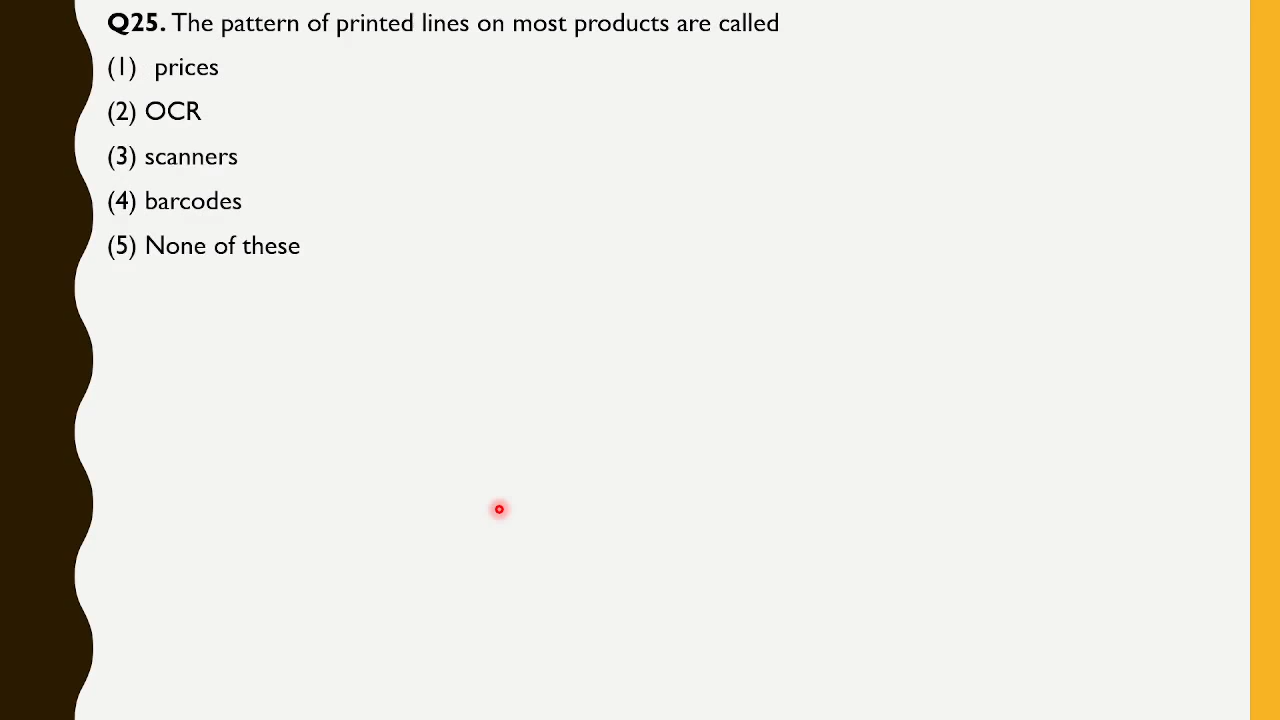 Q25. The pattern of printed lines on most products are called
(1) prices
(2) OCR
(3) scanners
(4) barcodes
(5) None of these